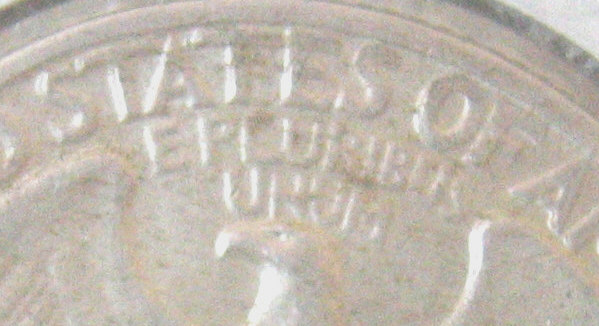 S STATES OF A
E PLURIBUS
UNUM